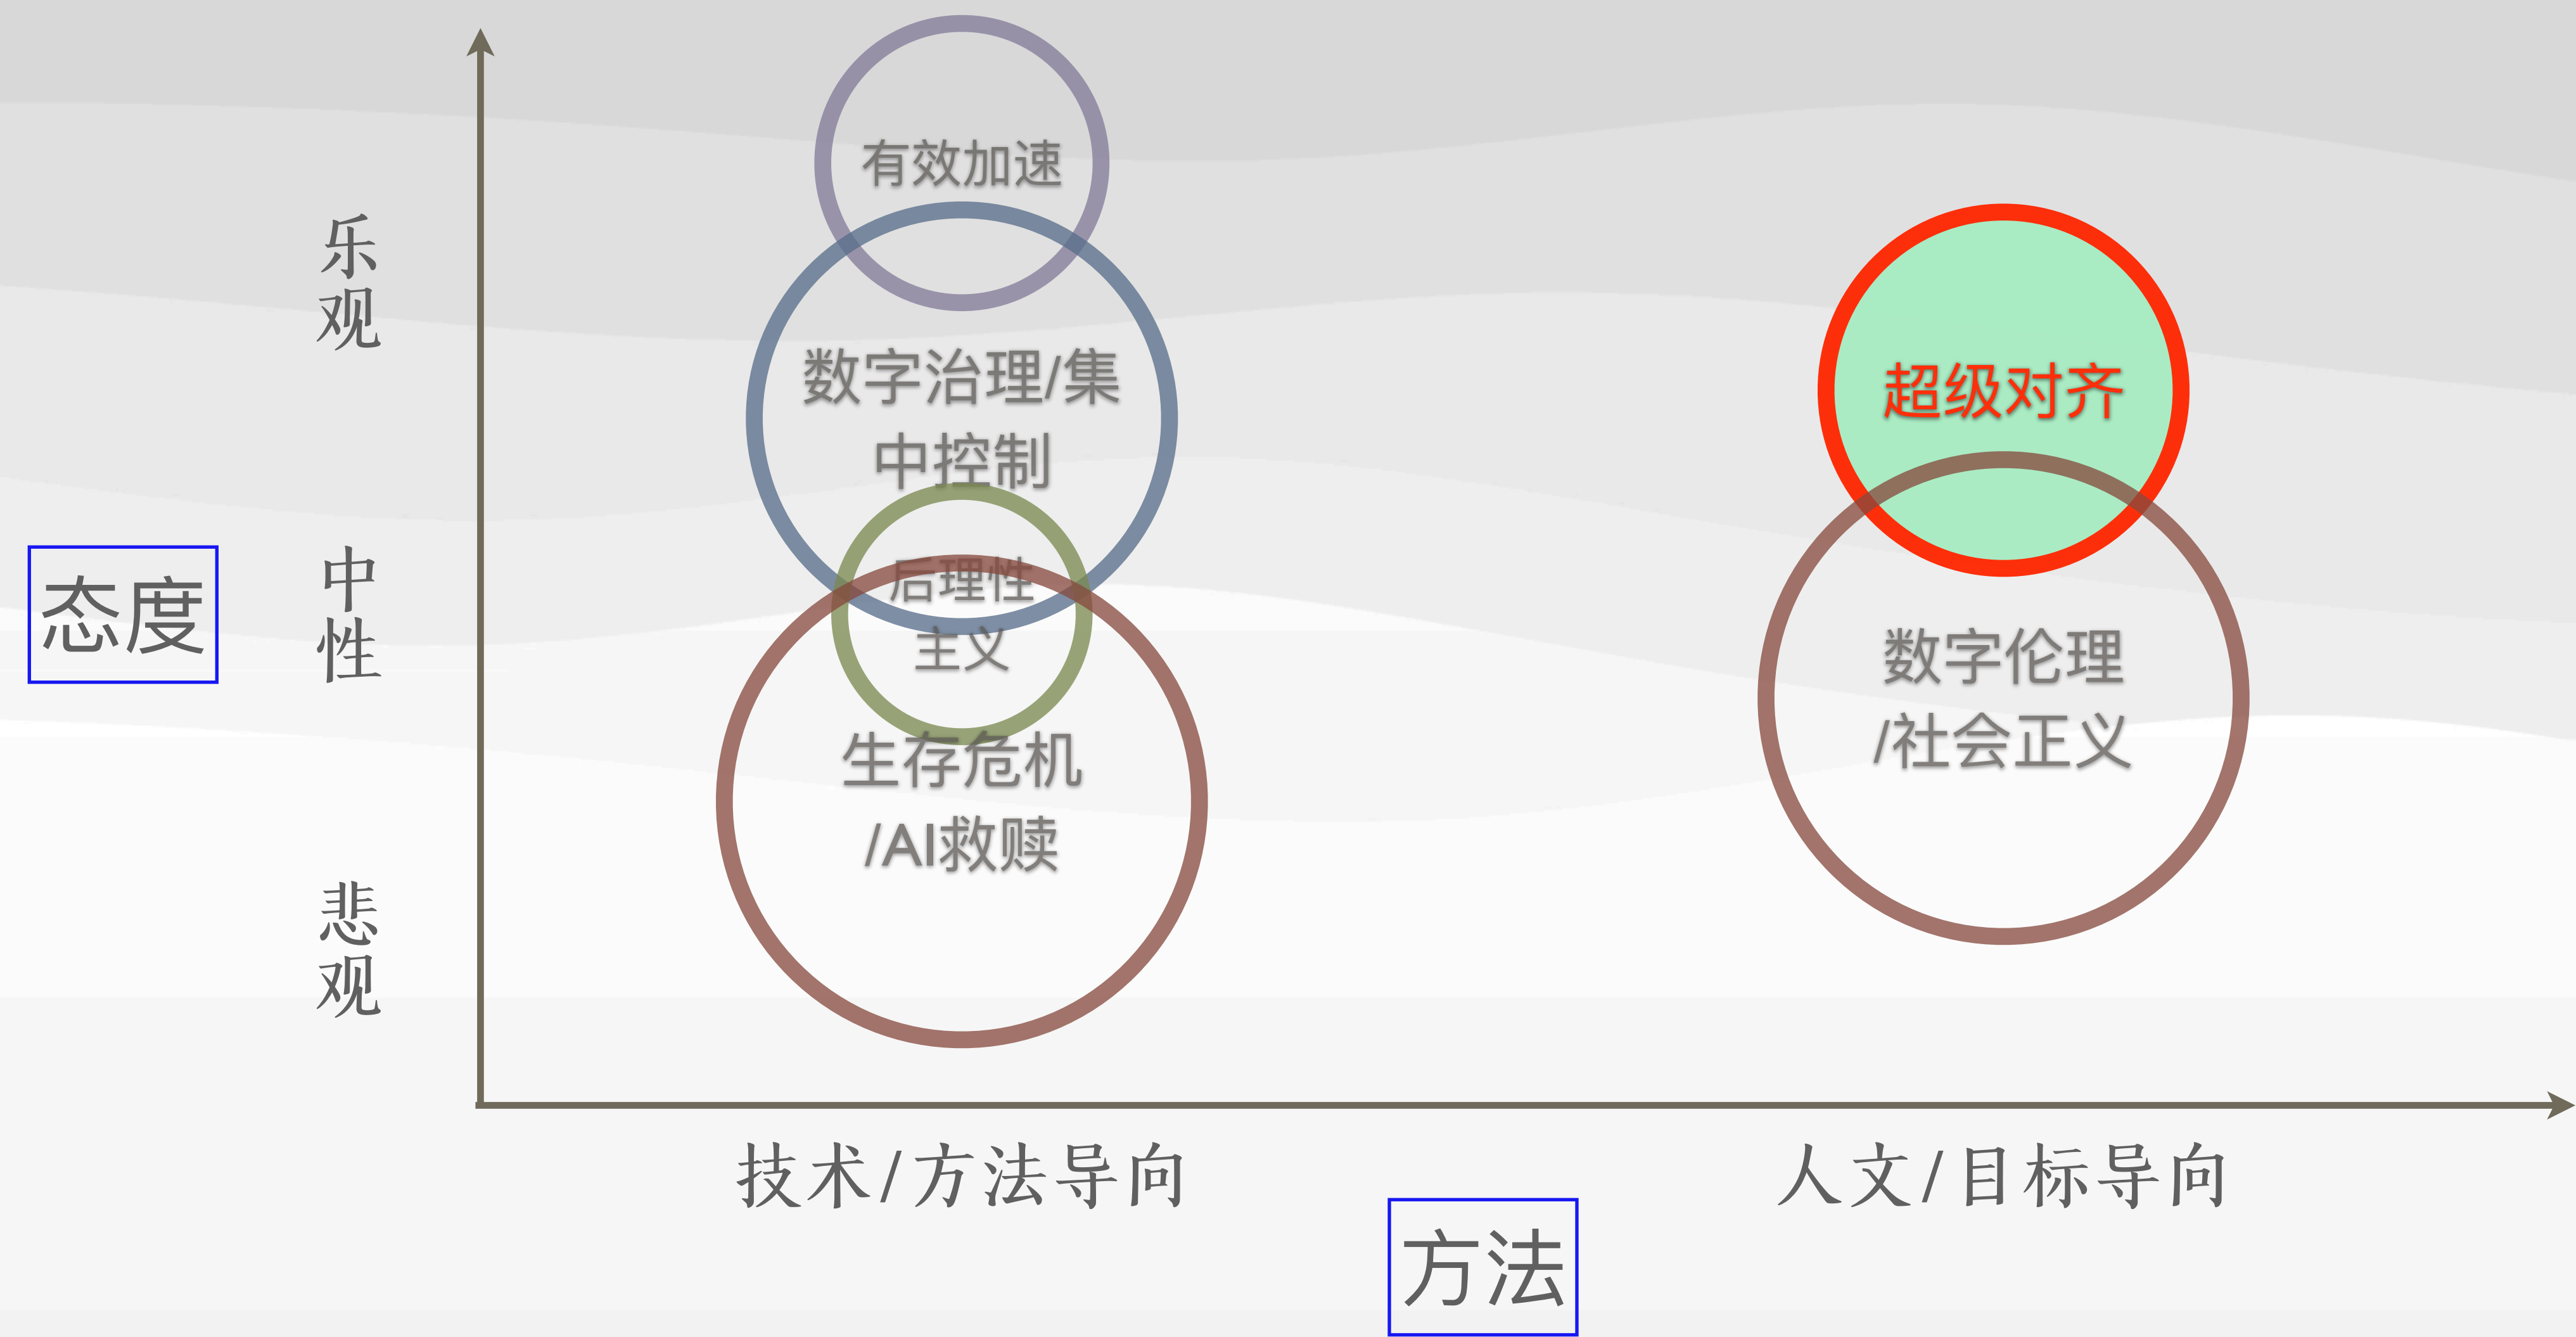 有效加速
乐观
数字治理/集
中控制
超级对齐
态度
中性
后理性
主义
数字伦理
/社会正义
生存危机
/AI救赎
悲观
技术/方法导向
人文/目标导向
方法